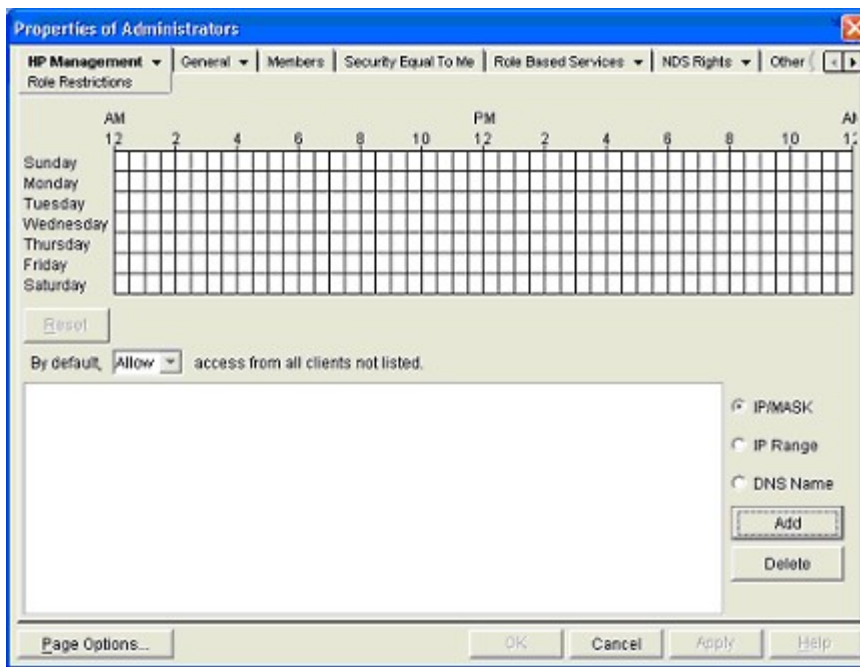 Properties of Administrators
HP Management General Members Security Equal To Me Role Based Services NDS Rights Other
Role Restrictions
AM PM AM
12 2 4 6 8 10 12 2 4 6 8 10 12
Sunday
Monday
Tuesday
Wednesday
Thursday
Friday
Saturday
Reset
By default, Allow access from all clients not listed.
IP/MASK
IP Range
DNS Name
Add
Delete
Page Options... OK Cancel Apply Help